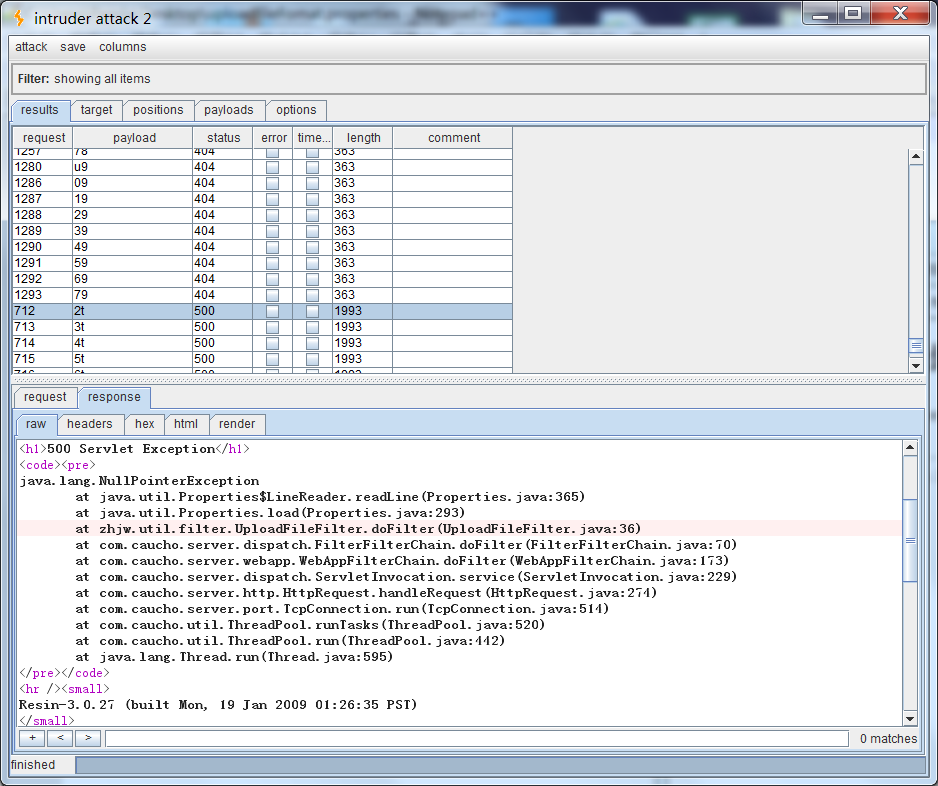 intruder attack 2
attack save columns
Filter: showing all items
results target positions payloads options
request payload status error time... length comment
1257 78 404 363
1280 u9 404 363
1286 09 404 363
1287 19 404 363
1288 29 404 363
1289 39 404 363
1290 49 404 363
1291 59 404 363
1292 69 404 363
1293 79 404 363
712 2t 500 1993
713 3t 500 1993
714 4t 500 1993
715 5t 500 1993
716 6t 500 1993
request response
raw headers hex html render
<h1>500 Servlet Exception</h1>
<code><pre>
java.lang.NullPointerException
at java.util.Properties$LineReader.readLine(Properties.java:365)
at java.util.Properties.load(Properties.java:293)
at zhjw.util.filter.UploadFileFilter.doFilter(UploadFileFilter.java:36)
at com.caucho.server.dispatch.FilterFilterChain.doFilter(FilterFilterChain.java:70)
at com.caucho.server.webapp.WebAppFilterChain.doFilter(WebAppFilterChain.java:173)
at com.caucho.server.dispatch.ServletInvocation.service(ServletInvocation.java:229)
at com.caucho.server.http.HttpRequest.handleRequest(HttpRequest.java:274)
at com.caucho.server.port.TcpConnection.run(TcpConnection.java:514)
at com.caucho.util.ThreadPool.runTasks(ThreadPool.java:520)
at com.caucho.util.ThreadPool.run(ThreadPool.java:442)
at java.lang.Thread.run(Thread.java:595)
</pre></code>
<hr /><small>
Resin-3.0.27 (built Mon, 19 Jan 2009 01:26:35 PST)
</small>
+ < > 0 matches
finished